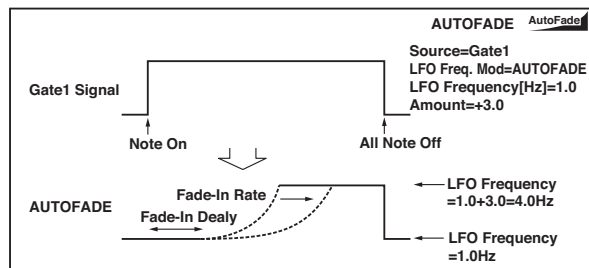 AUTOFADE AutoFade
Source=Gate1
LFO Freq. Mod=AUTOFADE
LFO Frequency[Hz]=1.0
Amount=+3.0
Gate1 Signal
Note On
All Note Off
AUTOFADE
Fade-In Rate
Fade-In Dealy
LFO Frequency
=1.0+3.0=4.0Hz
LFO Frequency
=1.0Hz